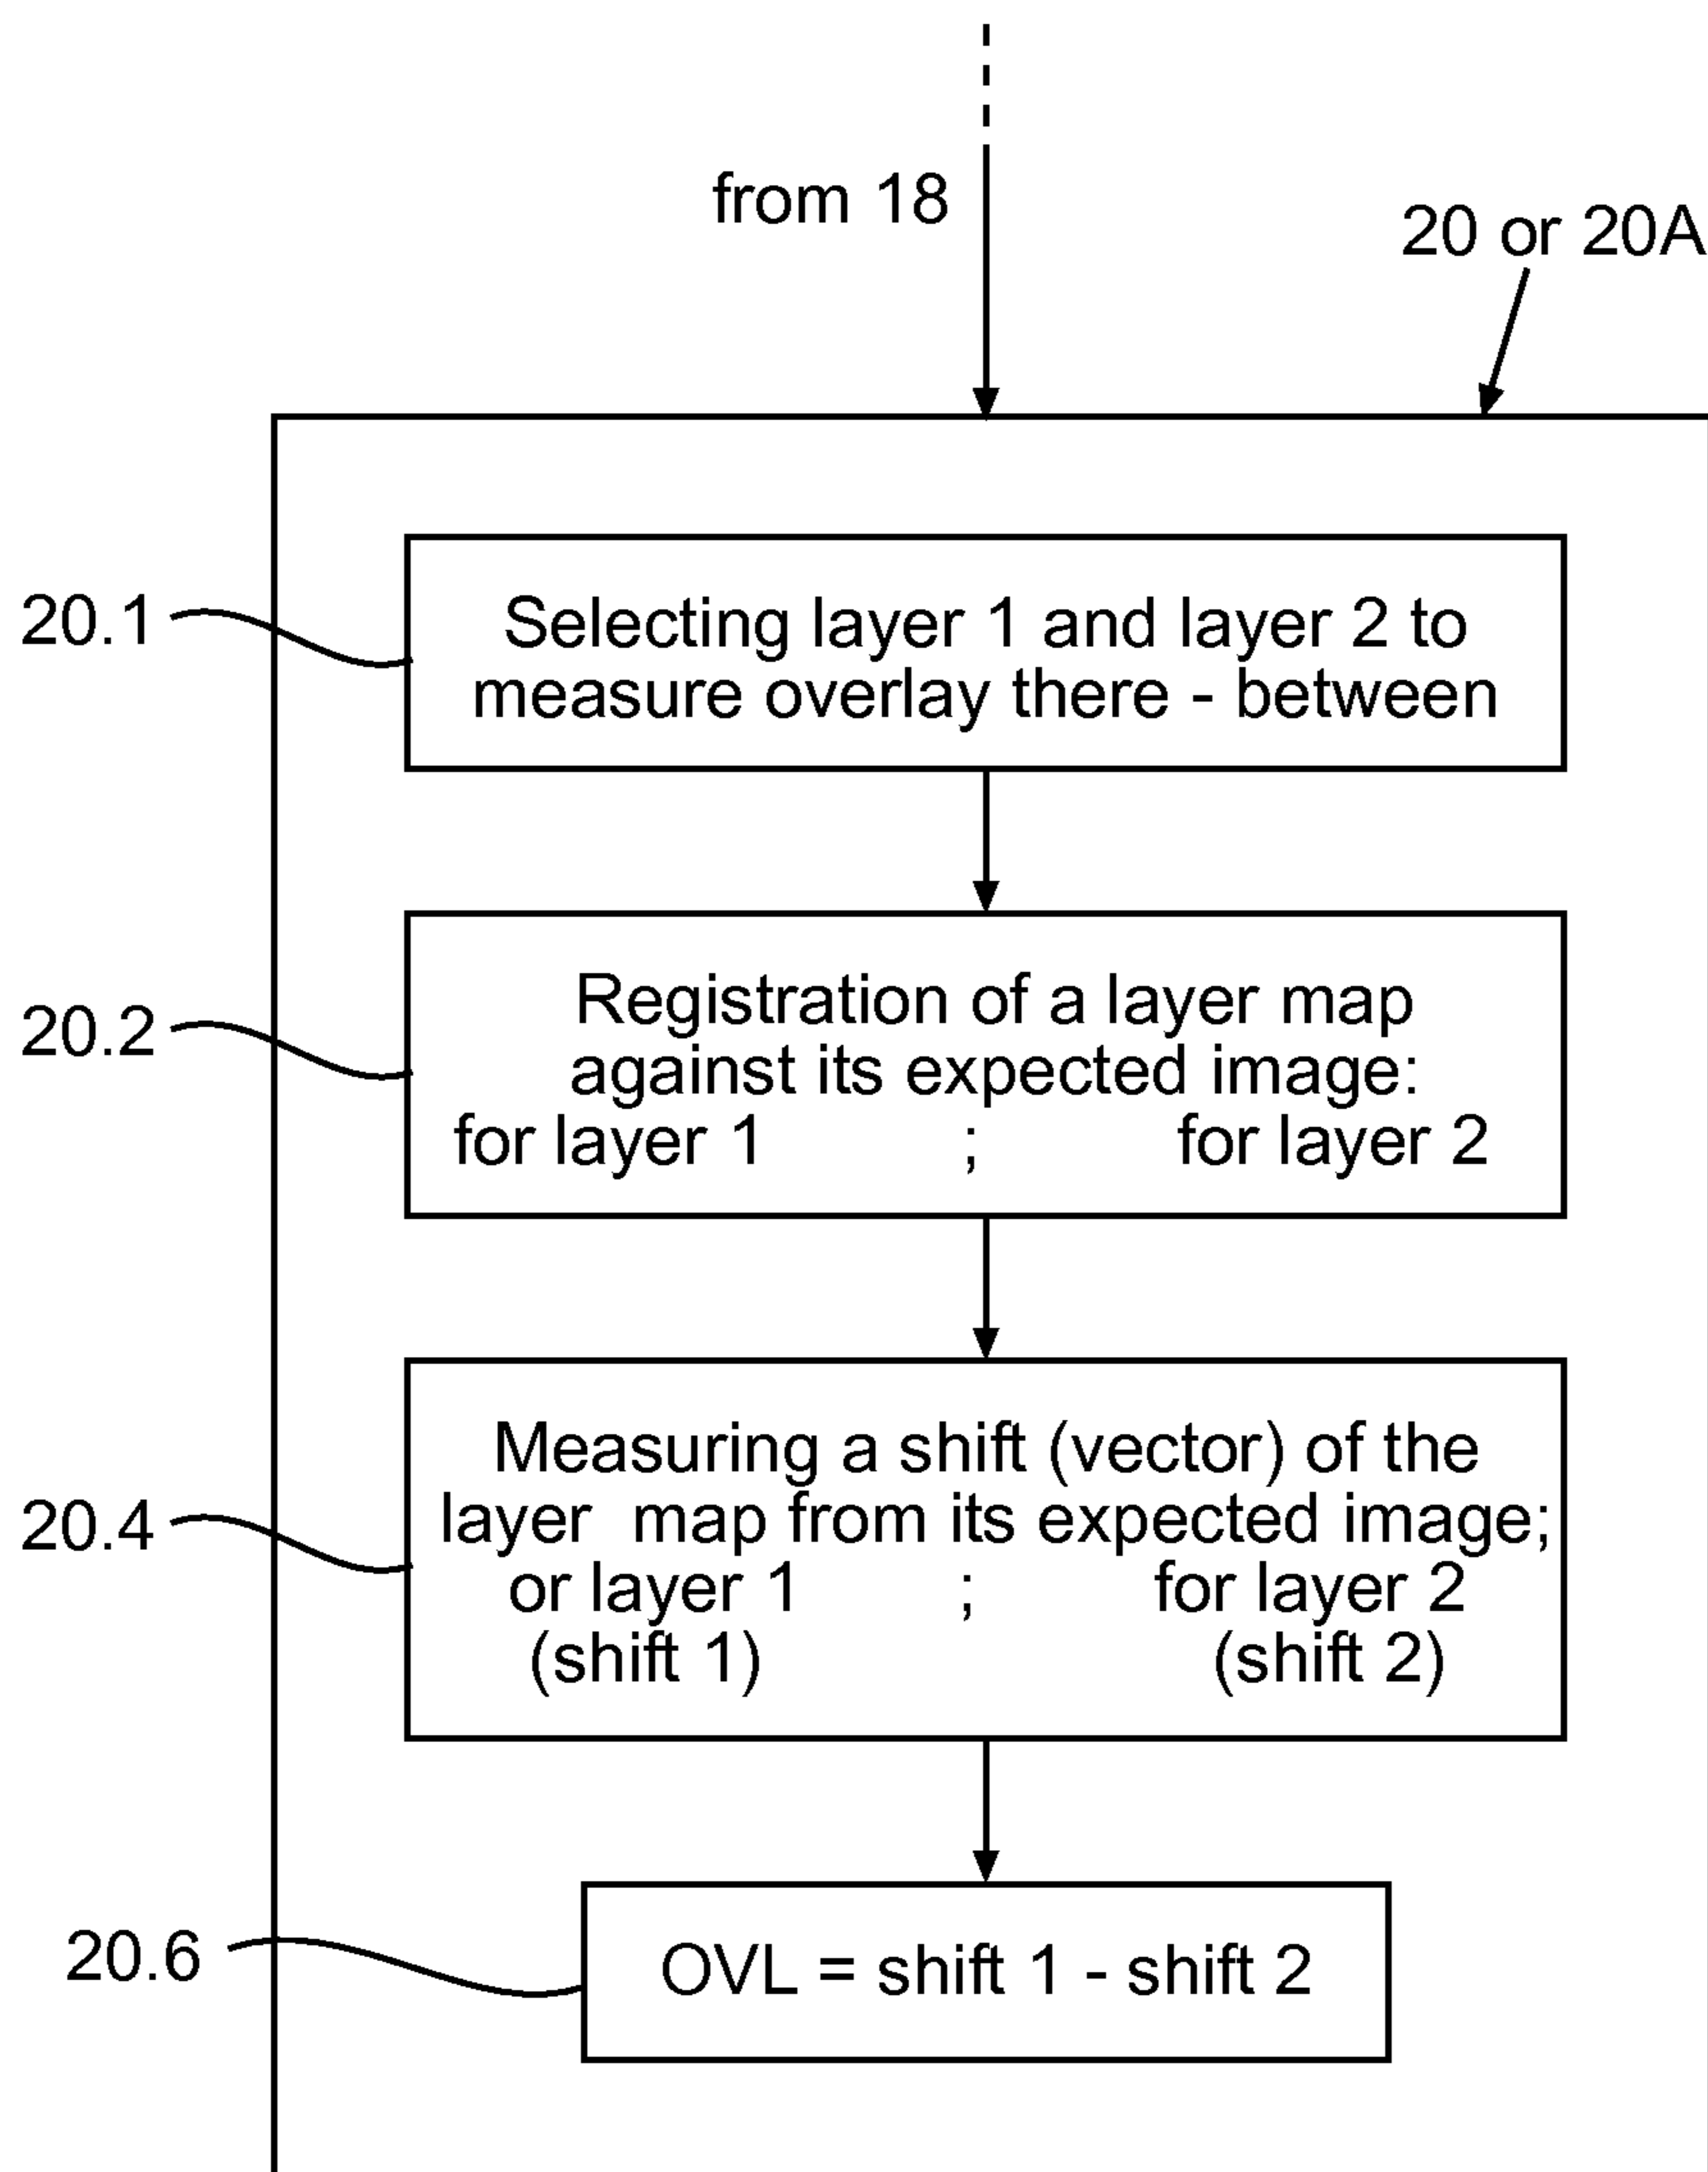 from 18
20 or 20A
20.1
Selecting layer 1 and layer 2 to
measure overlay there - between
20.2
Registration of a layer map
against its expected image:
for layer 1 ; for layer 2
20.4
Measuring a shift (vector) of the
layer map from its expected image;
or layer 1 ; for layer 2
(shift 1) (shift 2)
20.6
OVL = shift 1 - shift 2